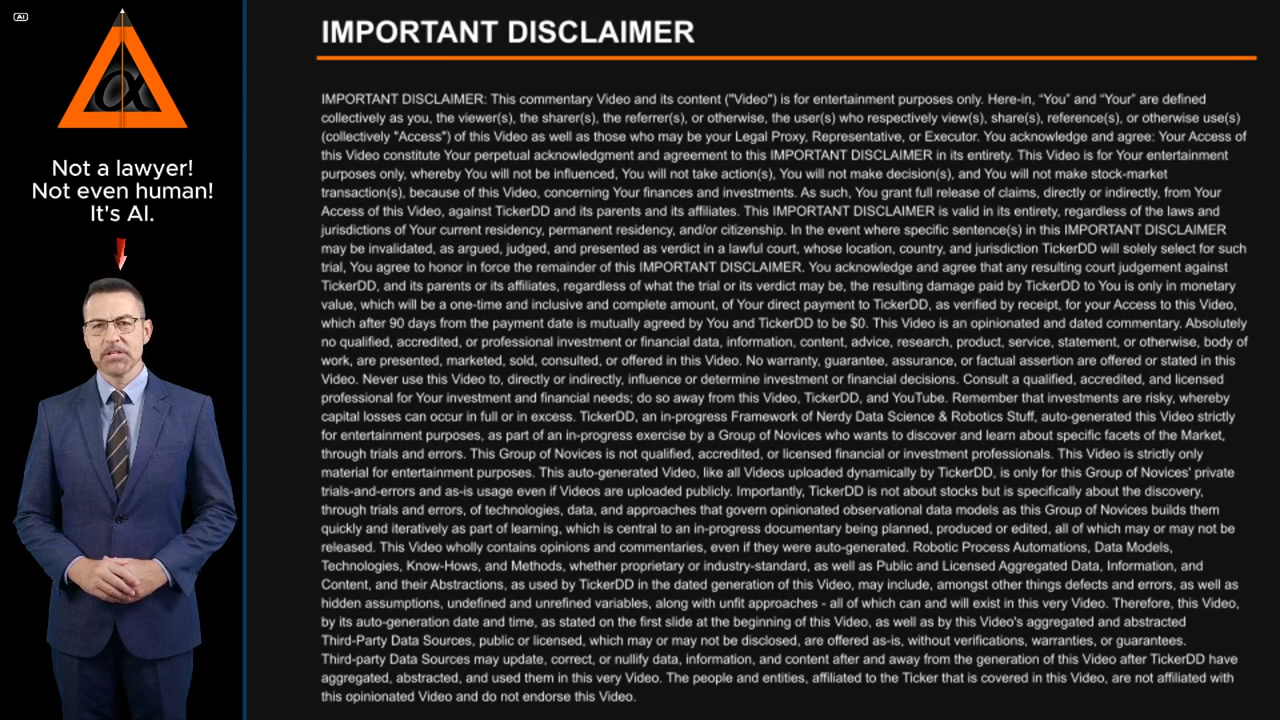 AI
IMPORTANT DISCLAIMER
α
Not a lawyer!
Not even human!
It's AI.
IMPORTANT DISCLAIMER: This commentary Video and its content ("Video") is for entertainment purposes only. Here-in, “You” and “Your” are defined
collectively as you, the viewer(s), the sharer(s), the referrer(s), or otherwise, the user(s) who respectively view(s), share(s), reference(s), or otherwise use(s)
(collectively "Access") of this Video as well as those who may be your Legal Proxy, Representative, or Executor. You acknowledge and agree: Your Access of
this Video constitute Your perpetual acknowledgment and agreement to this IMPORTANT DISCLAIMER in its entirety. This Video is for Your entertainment
purposes only, whereby You will not be influenced, You will not take action(s), You will not make decision(s), and You will not make stock-market
transaction(s), because of this Video, concerning Your finances and investments. As such, You grant full release of claims, directly or indirectly, from Your
Access of this Video, against TickerDD and its parents and its affiliates. This IMPORTANT DISCLAIMER is valid in its entirety, regardless of the laws and
jurisdictions of Your current residency, permanent residency, and/or citizenship. In the event where specific sentence(s) in this IMPORTANT DISCLAIMER
may be invalidated, as argued, judged, and presented as verdict in a lawful court, whose location, country, and jurisdiction TickerDD will solely select for such
trial, You agree to honor in force the remainder of this IMPORTANT DISCLAIMER. You acknowledge and agree that any resulting court judgement against
TickerDD, and its parents or its affiliates, regardless of what the trial or its verdict may be, the resulting damage paid by TickerDD to You is only in monetary
value, which will be a one-time and inclusive and complete amount, of Your direct payment to TickerDD, as verified by receipt, for your Access to this Video,
which after 90 days from the payment date is mutually agreed by You and TickerDD to be $0. This Video is an opinionated and dated commentary. Absolutely
no qualified, accredited, or professional investment or financial data, information, content, advice, research, product, service, statement, or otherwise, body of
work, are presented, marketed, sold, consulted, or offered in this Video. No warranty, guarantee, assurance, or factual assertion are offered or stated in this
Video. Never use this Video to, directly or indirectly, influence or determine investment or financial decisions. Consult a qualified, accredited, and licensed
professional for Your investment and financial needs; do so away from this Video, TickerDD, and YouTube. Remember that investments are risky, whereby
capital losses can occur in full or in excess. TickerDD, an in-progress Framework of Nerdy Data Science & Robotics Stuff, auto-generated this Video strictly
for entertainment purposes, as part of an in-progress exercise by a Group of Novices who wants to discover and learn about specific facets of the Market,
through trials and errors. This Group of Novices is not qualified, accredited, or licensed financial or investment professionals. This Video is strictly only
material for entertainment purposes. This auto-generated Video, like all Videos uploaded dynamically by TickerDD, is only for this Group of Novices' private
trials-and-errors and as-is usage even if Videos are uploaded publicly. Importantly, TickerDD is not about stocks but is specifically about the discovery,
through trials and errors, of technologies, data, and approaches that govern opinionated observational data models as this Group of Novices builds them
quickly and iteratively as part of learning, which is central to an in-progress documentary being planned, produced or edited, all of which may or may not be
released. This Video wholly contains opinions and commentaries, even if they were auto-generated. Robotic Process Automations, Data Models,
Technologies, Know-Hows, and Methods, whether proprietary or industry-standard, as well as Public and Licensed Aggregated Data, Information, and
Content, and their Abstractions, as used by TickerDD in the dated generation of this Video, may include, amongst other things defects and errors, as well as
hidden assumptions, undefined and unrefined variables, along with unfit approaches - all of which can and will exist in this very Video. Therefore, this Video,
by its auto-generation date and time, as stated on the first slide at the beginning of this Video, as well as by this Video's aggregated and abstracted
Third-Party Data Sources, public or licensed, which may or may not be disclosed, are offered as-is, without verifications, warranties, or guarantees.
Third-party Data Sources may update, correct, or nullify data, information, and content after and away from the generation of this Video after TickerDD have
aggregated, abstracted, and used them in this very Video. The people and entities, affiliated to the Ticker that is covered in this Video, are not affiliated with
this opinionated Video and do not endorse this Video.